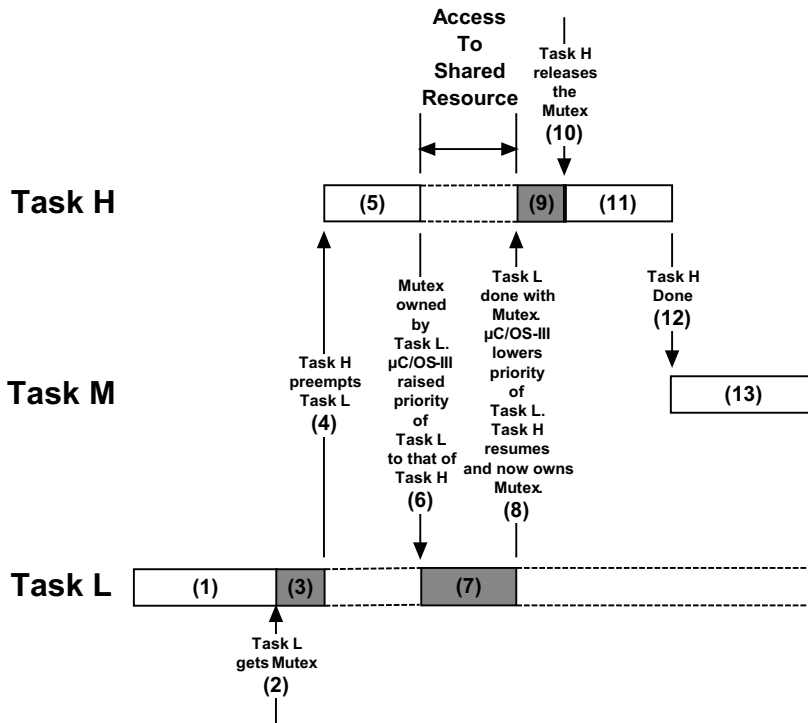 Access
To
Shared
Resource
Task H
releases
the
Mutex
(10)
Task H
(5)
(9)
(11)
Task H
preempts
Task L
(4)
Mutex
owned
by
Task L.
µC/OS-III
raised
priority
of
Task L
to that of
Task H
(6)
Task L
done with
Mutex.
µC/OS-III
lowers
priority
of
Task L.
Task H
resumes
and now owns
Mutex.
(8)
Task H
Done
(12)
Task M
(13)
Task L
(1)
(3)
(7)
Task L
gets Mutex
(2)